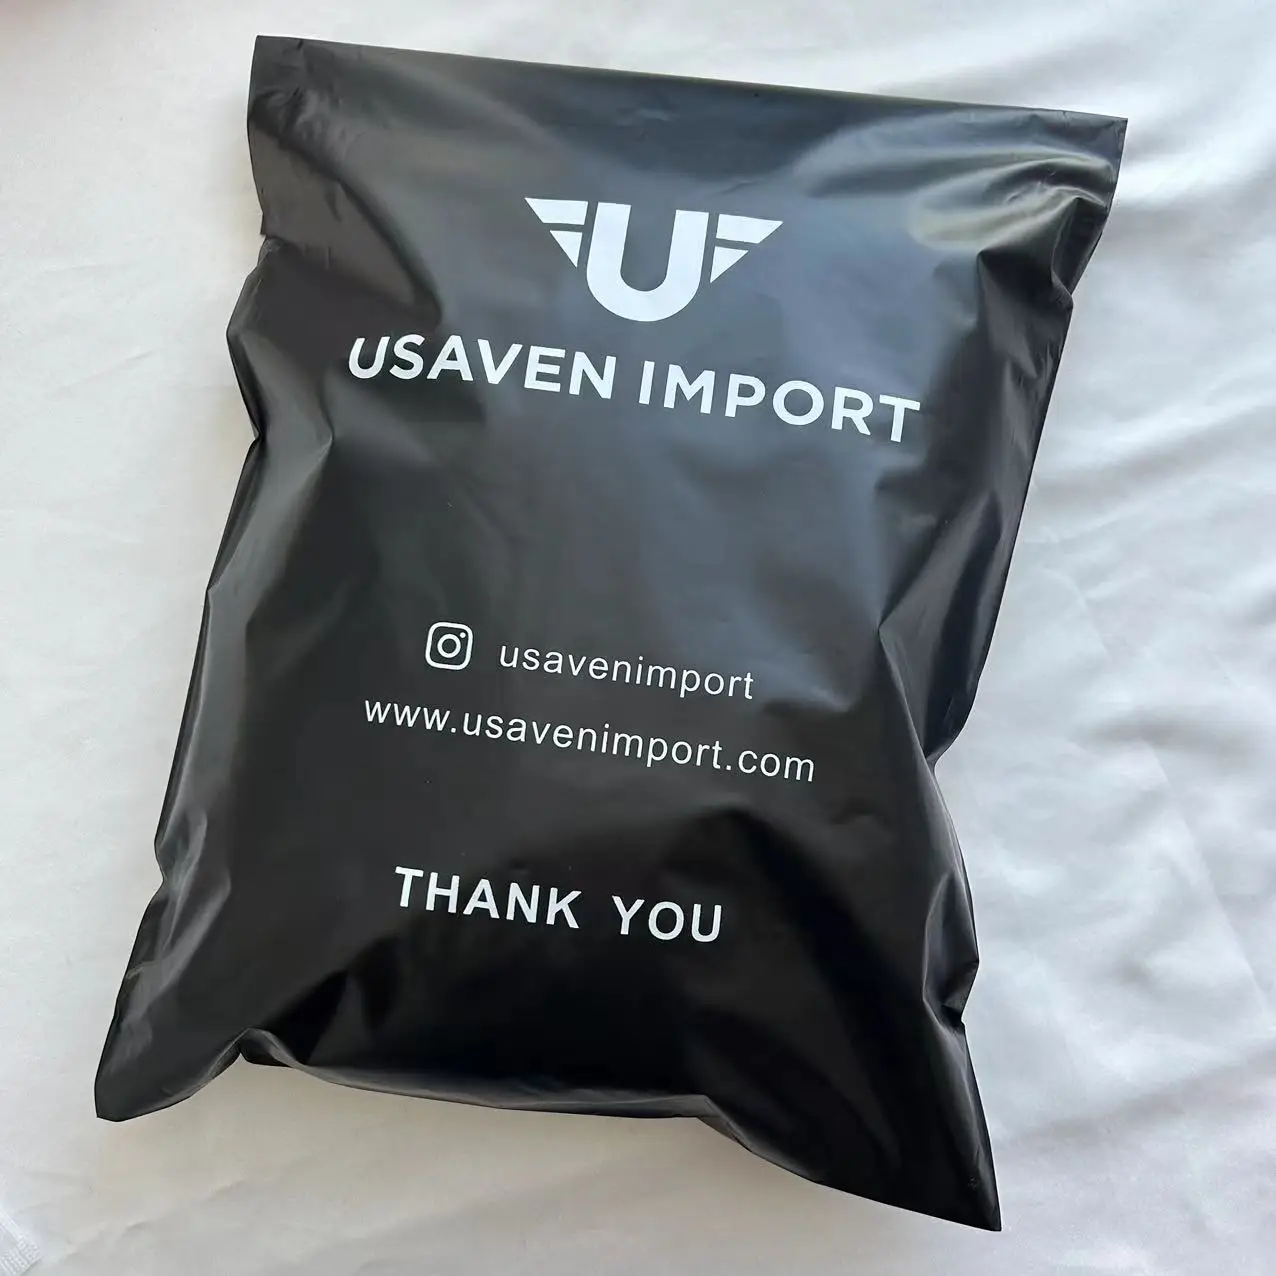 U
USAVEN IMPORT
usavenimport
www.usavenimport.com
THANK YOU